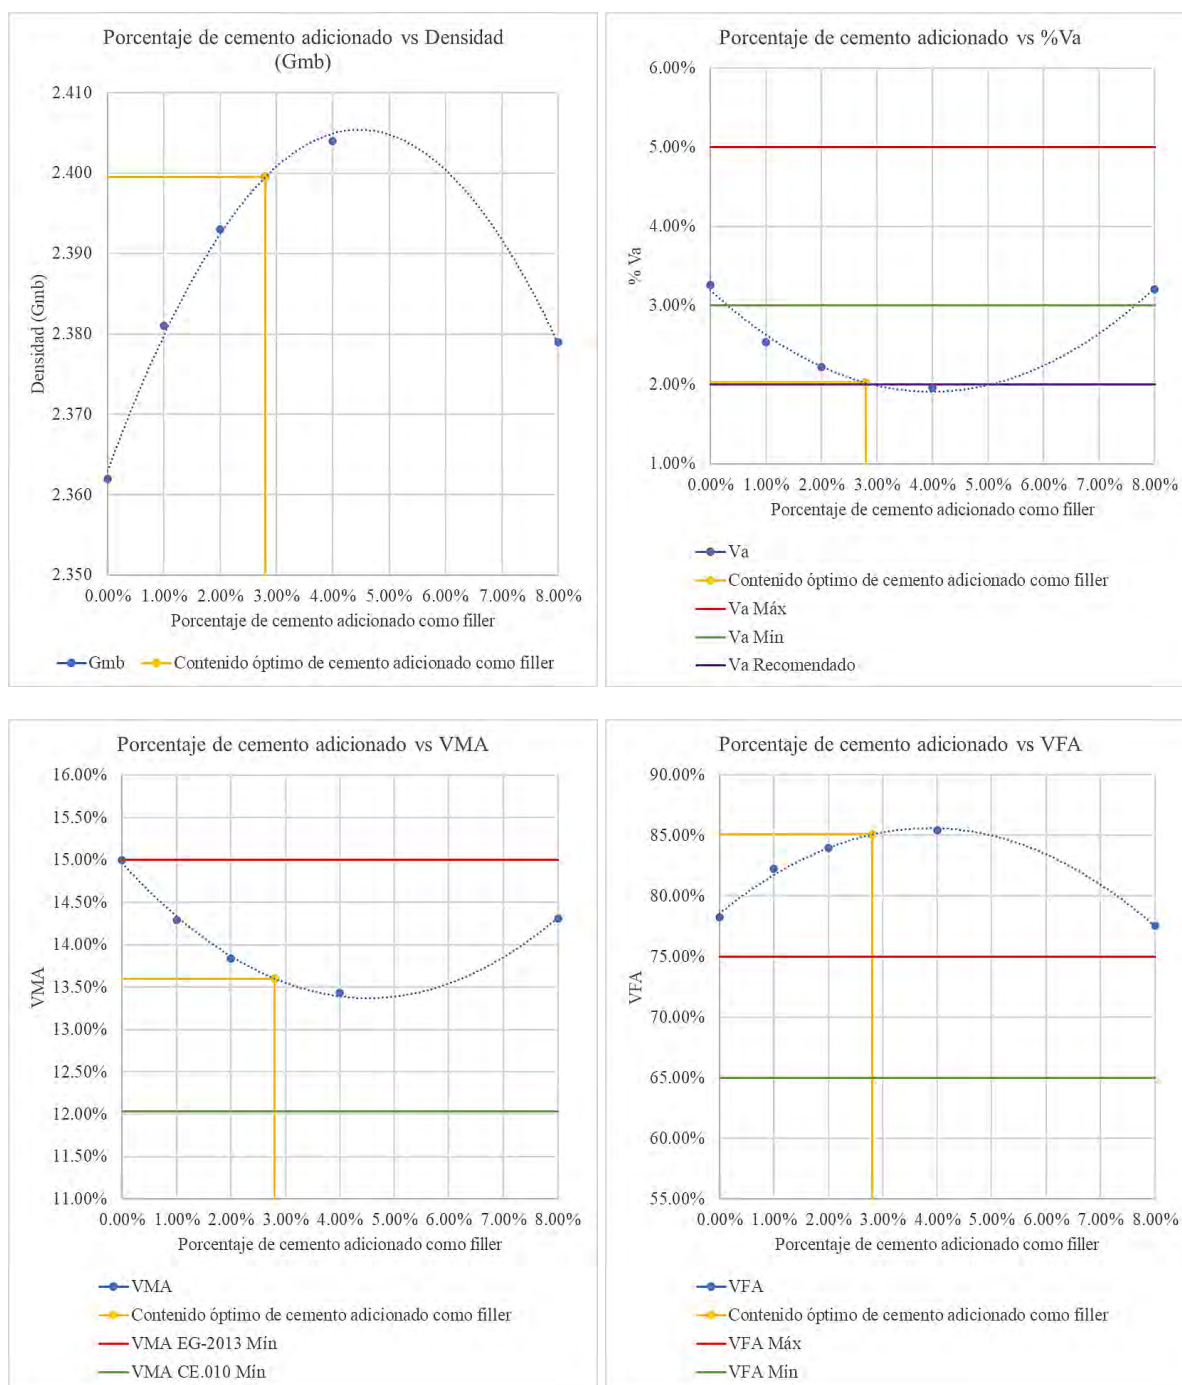 Porcentaje de cemento adicionado vs Densidad
(Gmb)
2.410
2.400
2.390
2.380
2.370
2.360
2.350
Densidad (Gmb)
0.00% 1.00% 2.00% 3.00% 4.00% 5.00% 6.00% 7.00% 8.00%
Porcentaje de cemento adicionado como filler
Gmb
Contenido óptimo de cemento adicionado como filler
Porcentaje de cemento adicionado vs %Va
6.00%
5.00%
4.00%
3.00%
2.00%
1.00%
% Va
0.00% 1.00% 2.00% 3.00% 4.00% 5.00% 6.00% 7.00% 8.00%
Porcentaje de cemento adicionado como filler
Va
Contenido óptimo de cemento adicionado como filler
Va Máx
Va Mín
Va Recomendado
Porcentaje de cemento adicionado vs VMA
16.00%
15.50%
15.00%
14.50%
14.00%
13.50%
13.00%
12.50%
12.00%
11.50%
11.00%
VMA
0.00% 1.00% 2.00% 3.00% 4.00% 5.00% 6.00% 7.00% 8.00%
Porcentaje de cemento adicionado como filler
VMA
Contenido óptimo de cemento adicionado como filler
VMA EG-2013 Mín
VMA CE.010 Mín
Porcentaje de cemento adicionado vs VFA
90.00%
85.00%
80.00%
75.00%
70.00%
65.00%
60.00%
55.00%
VFA
0.00% 1.00% 2.00% 3.00% 4.00% 5.00% 6.00% 7.00% 8.00%
Porcentaje de cemento adicionado como filler
VFA
Contenido óptimo de cemento adicionado como filler
VFA Máx
VFA Mín